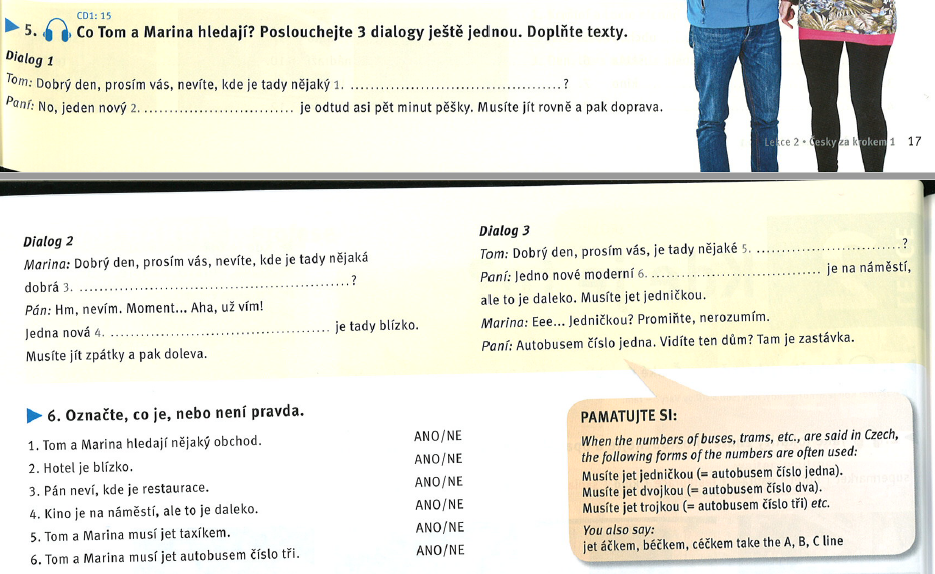 CD1: 15
5. Co Tom a Marina hledají? Poslouchejte 3 dialogy ještě jednou. Doplňte texty.
Dialog 1
Tom: Dobrý den, prosím vás, nevíte, kde je tady nějaký 1. ........................................?
Paní: No, jeden nový 2. ............................ je odtud asi pět minut pěšky. Musíte jít rovně a pak doprava.
Lekce 2 • Česky za krokem 1 17
Dialog 2
Marina: Dobrý den, prosím vás, nevíte, kde je tady nějaká
dobrá 3. ....................................................?
Pán: Hm, nevím. Moment... Aha, už vím!
Jedna nová 4. .......................................... je tady blízko.
Musíte jít zpátky a pak doleva.
Dialog 3
Tom: Dobrý den, prosím vás, je tady nějaké 5. ............................?
Paní: Jedno nové moderní 6. ................................ je na náměstí,
ale to je daleko. Musíte jet jedničkou.
Marina: Eee... Jedničkou? Promiňte, nerozumím.
Paní: Autobusem číslo jedna. Vidíte ten dům? Tam je zastávka.
6. Označte, co je, nebo není pravda.
1. Tom a Marina hledají nějaký obchod. ANO/NE
2. Hotel je blízko. ANO/NE
3. Pán neví, kde je restaurace. ANO/NE
4. Kino je na náměstí, ale to je daleko. ANO/NE
5. Tom a Marina musí jet taxíkem. ANO/NE
6. Tom a Marina musí jet autobusem číslo tři. ANO/NE
PAMATUJTE SI:
When the numbers of buses, trams, etc., are said in Czech,
the following forms of the numbers are often used:
Musíte jet jedničkou (= autobusem číslo jedna).
Musíte jet dvojkou (= autobusem číslo dva).
Musíte jet trojkou (= autobusem číslo tři) etc.
You also say:
jet áčkem, béčkem, céčkem take the A, B, C line